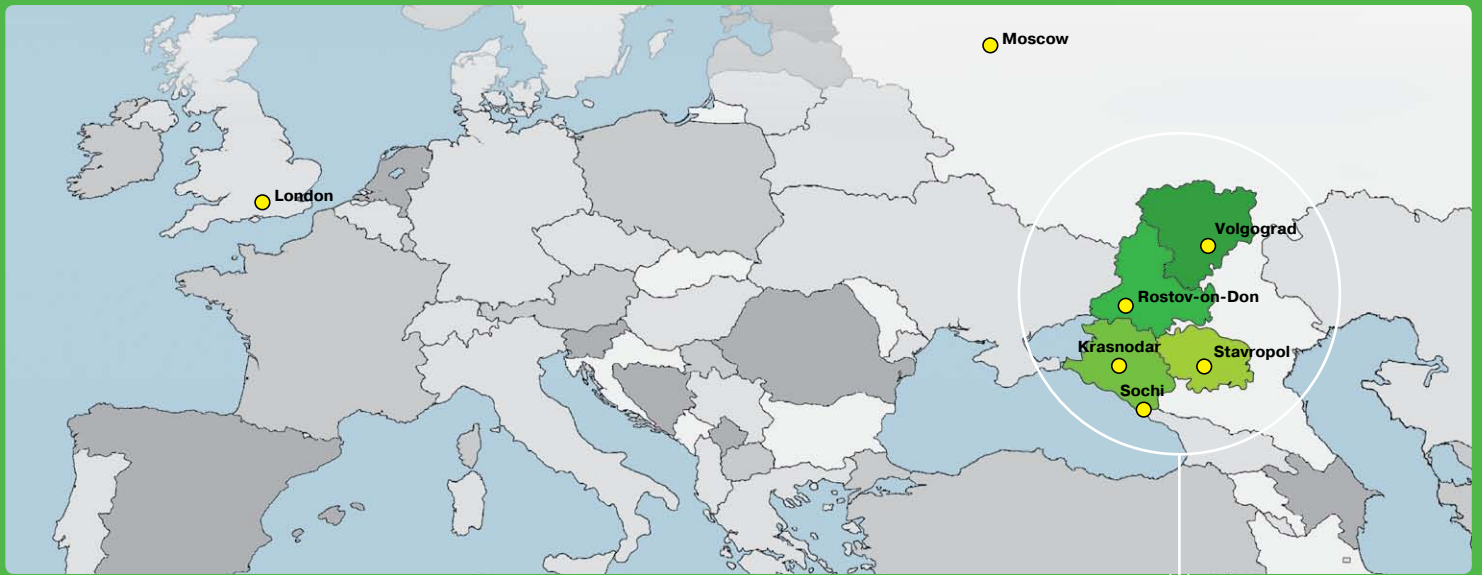 Moscow
London
Volgograd
Rostov-on-Don
Krasnodar
Stavropol
Sochi